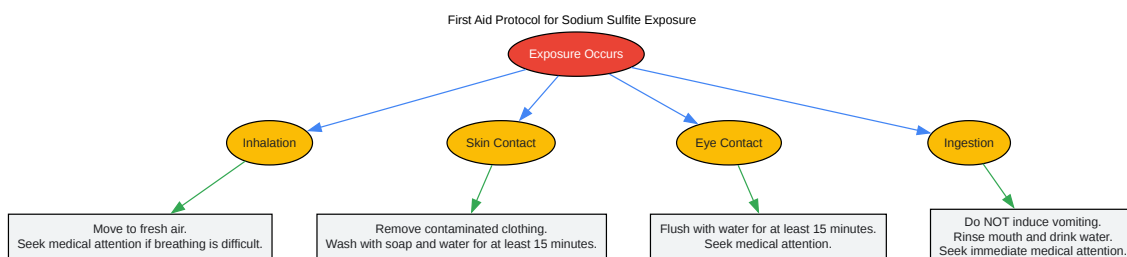 First Aid Protocol for Sodium Sulfite Exposure
Exposure Occurs
Inhalation
Skin Contact
Eye Contact
Ingestion
Move to fresh air.
Seek medical attention if breathing is difficult.
Remove contaminated clothing.
Wash with soap and water for at least 15 minutes.
Flush with water for at least 15 minutes.
Seek medical attention.
Do NOT induce vomiting.
Rinse mouth and drink water.
Seek immediate medical attention.